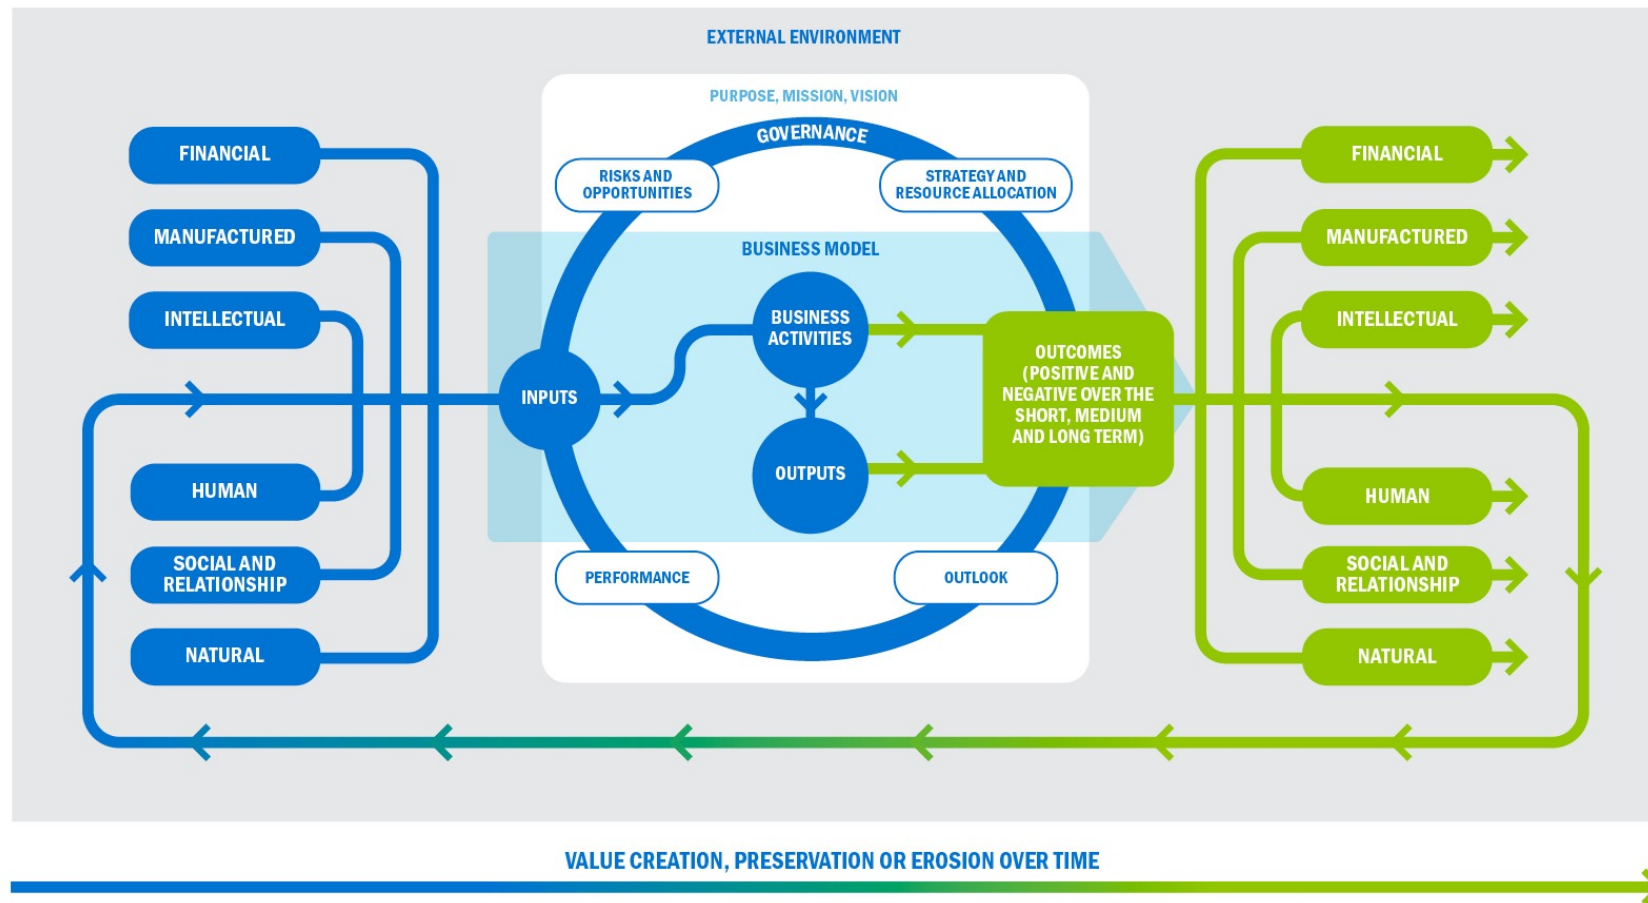 EXTERNAL ENVIRONMENT
PURPOSE, MISSION, VISION
GOVERNANCE
RISKS AND
OPPORTUNITIES
STRATEGY AND
RESOURCE ALLOCATION
FINANCIAL
MANUFACTURED
INTELLECTUAL
HUMAN
SOCIAL AND
RELATIONSHIP
NATURAL
BUSINESS MODEL
INPUTS
BUSINESS
ACTIVITIES
OUTPUTS
OUTCOMES
(POSITIVE AND
NEGATIVE OVER THE
SHORT, MEDIUM
AND LONG TERM)
PERFORMANCE
OUTLOOK
FINANCIAL
MANUFACTURED
INTELLECTUAL
HUMAN
SOCIAL AND
RELATIONSHIP
NATURAL
VALUE CREATION, PRESERVATION OR EROSION OVER TIME